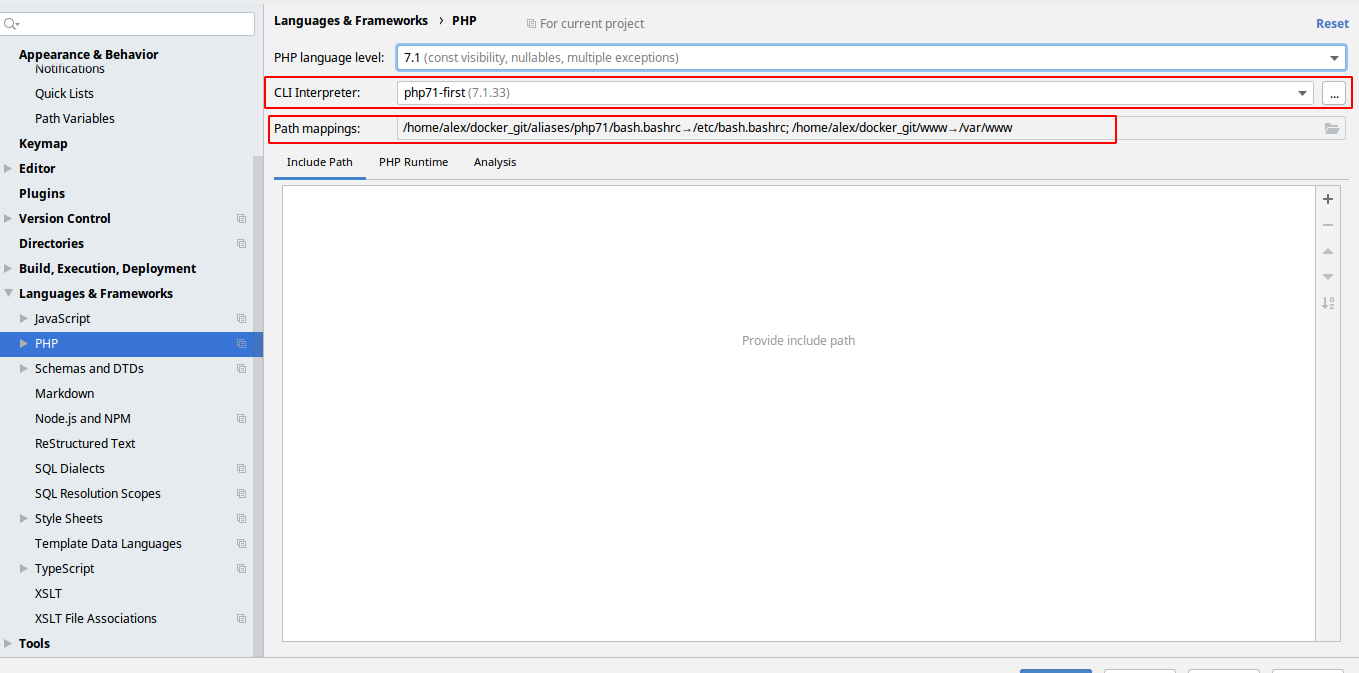 Languages & Frameworks › PHP
For current project
Reset
Appearance & Behavior
Notifications
Quick Lists
Path Variables
Keymap
Editor
Plugins
Version Control
Directories
Build, Execution, Deployment
Languages & Frameworks
JavaScript
PHP
Schemas and DTDs
Markdown
Node.js and NPM
ReStructured Text
SQL Dialects
SQL Resolution Scopes
Style Sheets
Template Data Languages
TypeScript
XSLT
XSLT File Associations
Tools
PHP language level: 7.1 (const visibility, nullables, multiple exceptions)
CLI Interpreter: php71-first (7.1.33) ...
Path mappings: /home/alex/docker_git/aliases/php71/bash.bashrc→/etc/bash.bashrc; /home/alex/docker_git/www→/var/www
Include Path PHP Runtime Analysis
Provide include path